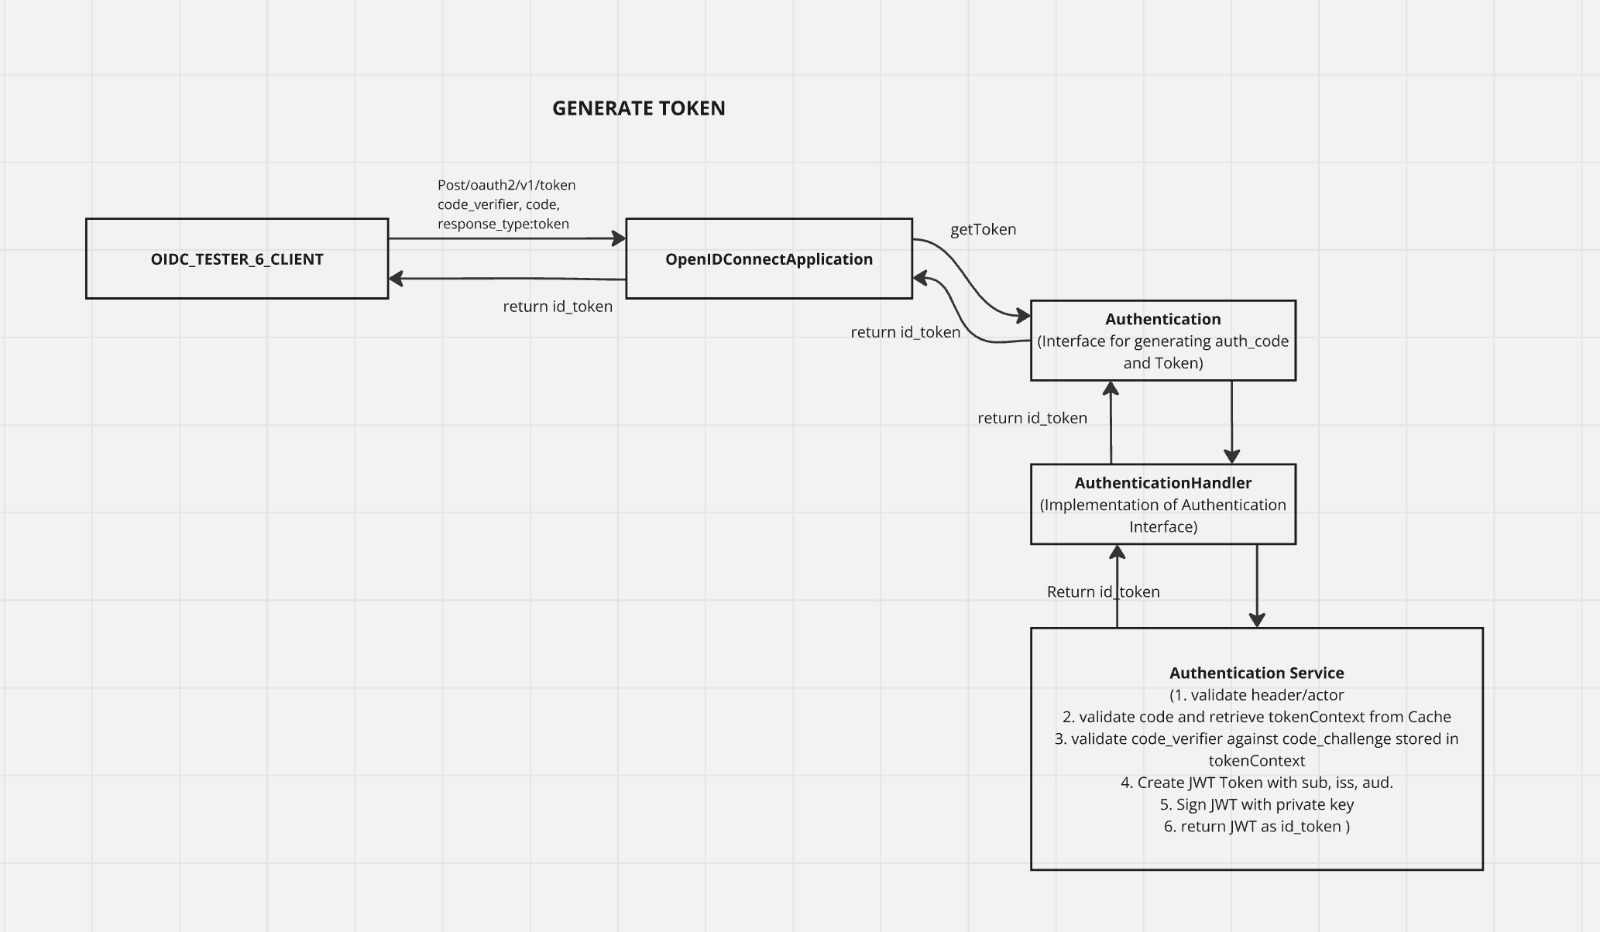 GENERATE TOKEN
Post/oauth2/v1/token
code_verifier, code,
response_type:token
OIDC_TESTER_6_CLIENT
OpenIDConnectApplication
return id_token
getToken
return id_token
Authentication
(Interface for generating auth_code
and Token)
return id_token
AuthenticationHandler
(Implementation of Authentication
Interface)
Return id_token
Authentication Service
(1. validate header/actor
2. validate code and retrieve tokenContext from Cache
3. validate code_verifier against code_challenge stored in
tokenContext
4. Create JWT Token with sub, iss, aud.
5. Sign JWT with private key
6. return JWT as id_token )